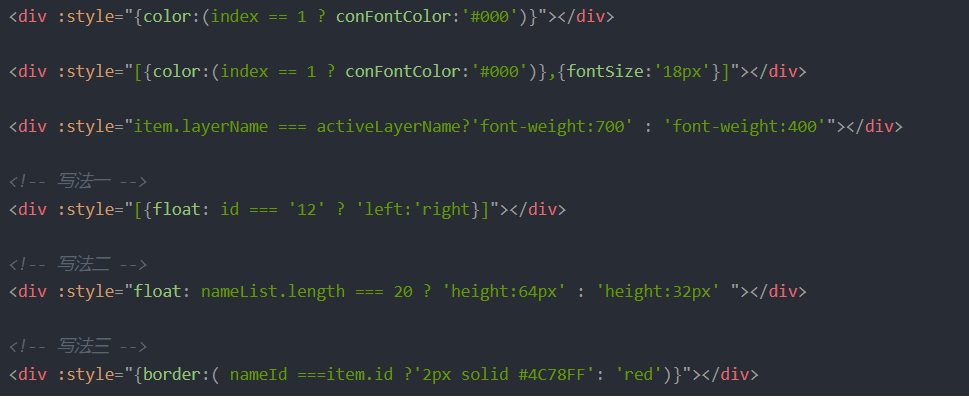 <div :style="{color:(index == 1 ? conFontColor:'#000')}"></div>
<div :style="[{color:(index == 1 ? conFontColor:'#000')},{fontSize:'18px'}]"></div>
<div :style="item.layerName === activeLayerName?'font-weight:700' : 'font-weight:400'"></div>
<!-- 写法一 -->
<div :style="[{float: id === '12' ? 'left:'right}]"></div>
<!-- 写法二 -->
<div :style="float: nameList.length === 20 ? 'height:64px' : 'height:32px' "></div>
<!-- 写法三 -->
<div :style="{border:( nameId ===item.id ?'2px solid #4C78FF': 'red')}"></div>